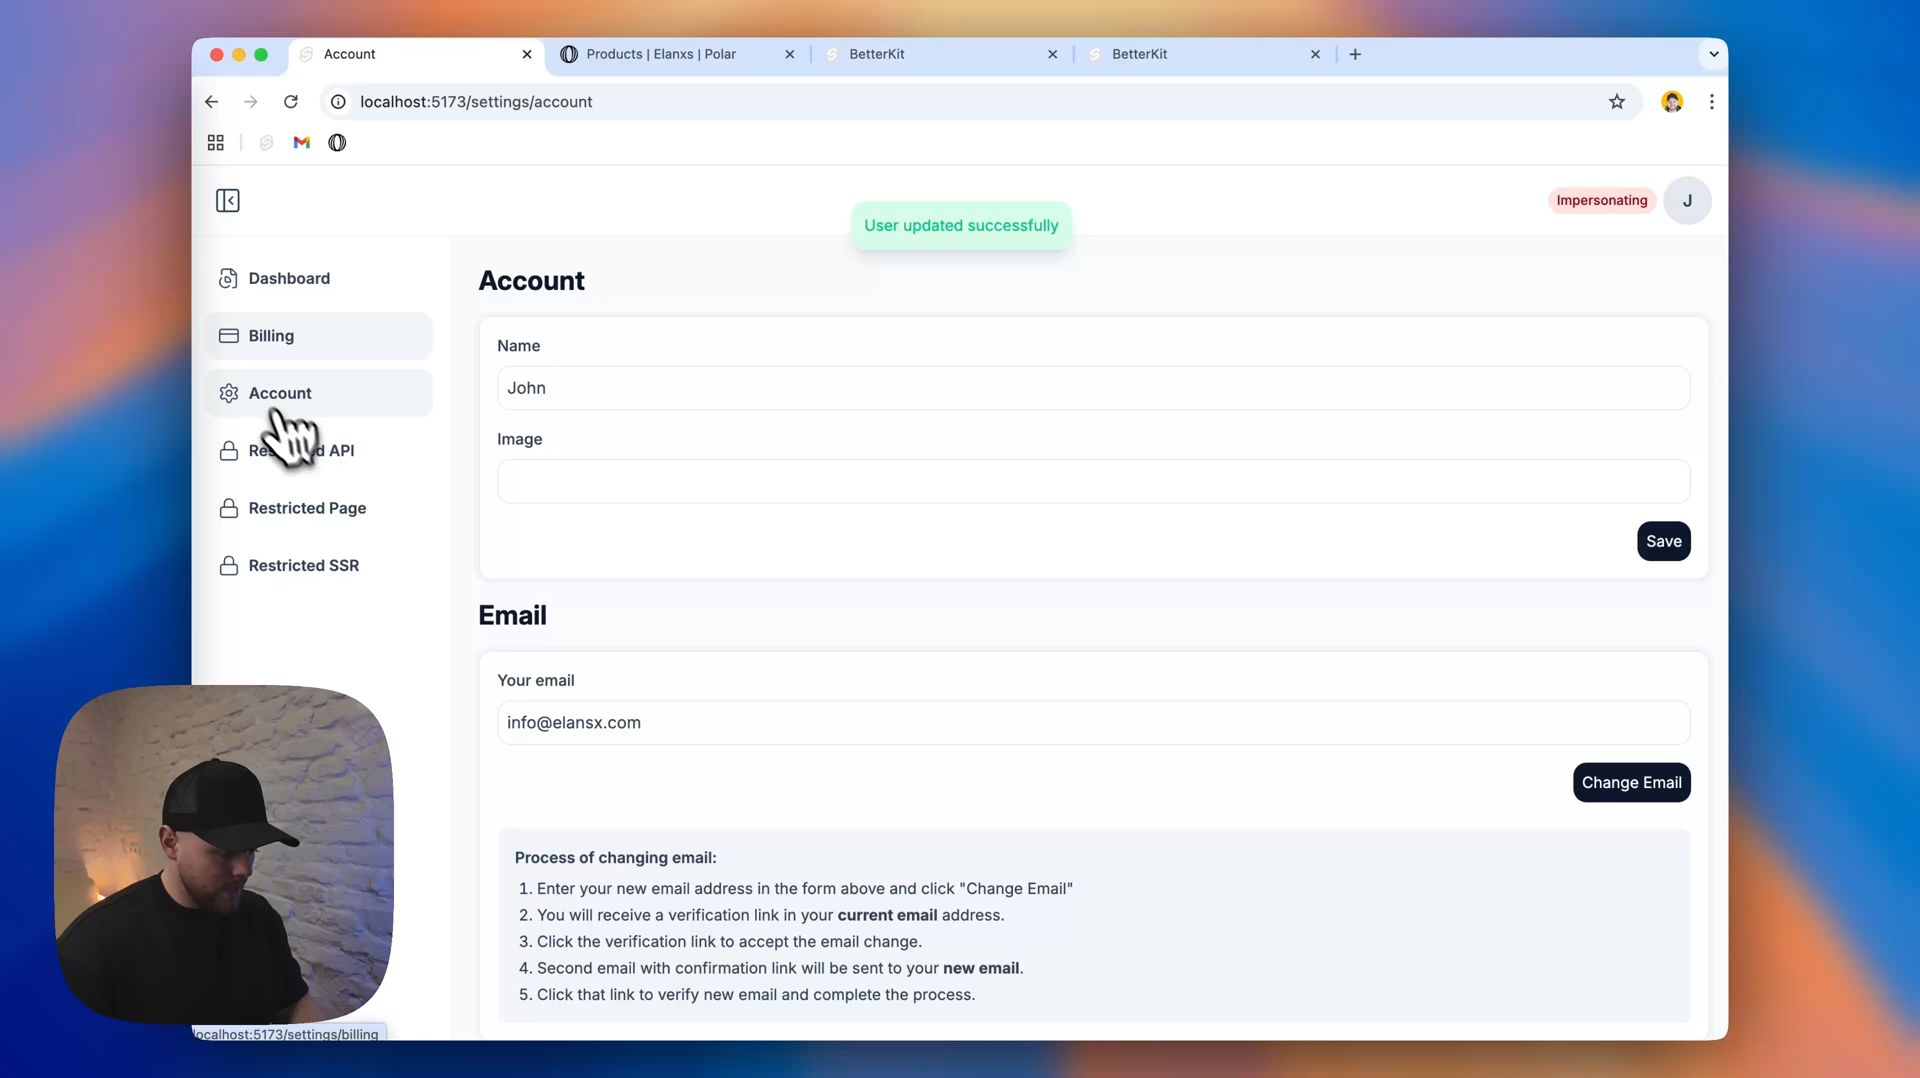 Account
Products | Elanxs | Polar
BetterKit
BetterKit
localhost:5173/settings/account
Impersonating
J
User updated successfully
Dashboard
Billing
Account
API
Restricted Page
Restricted SSR
Account
Name
John
Image
Save
Email
Your email
info@elansx.com
Change Email
Process of changing email:
1. Enter your new email address in the form above and click "Change Email"
2. You will receive a verification link in your current email address.
3. Click the verification link to accept the email change.
4. Second email with confirmation link will be sent to your new email.
5. Click that link to verify new email and complete the process.
localhost:5173/settings/billing